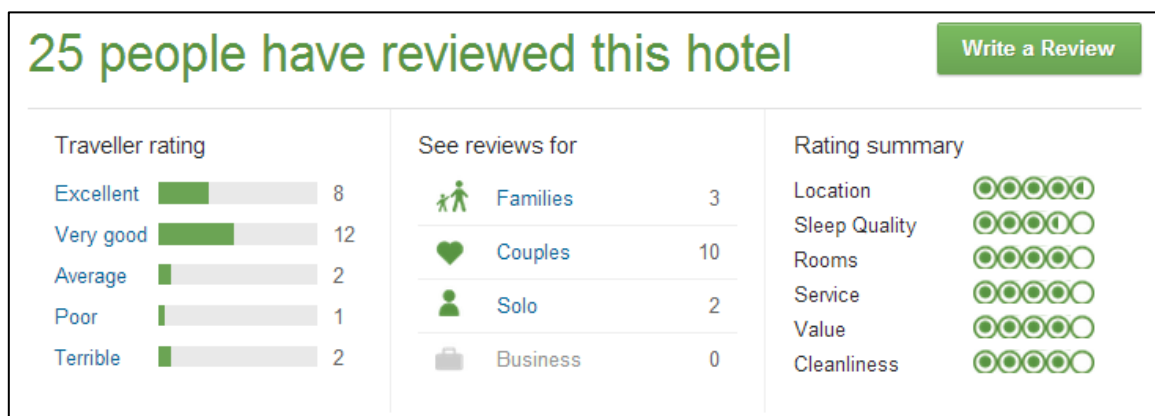 25 people have reviewed this hotel
Write a Review
Traveller rating
Excellent 8
Very good 12
Average 2
Poor 1
Terrible 2
See reviews for
Families 3
Couples 10
Solo 2
Business 0
Rating summary
Location
Sleep Quality
Rooms
Service
Value
Cleanliness